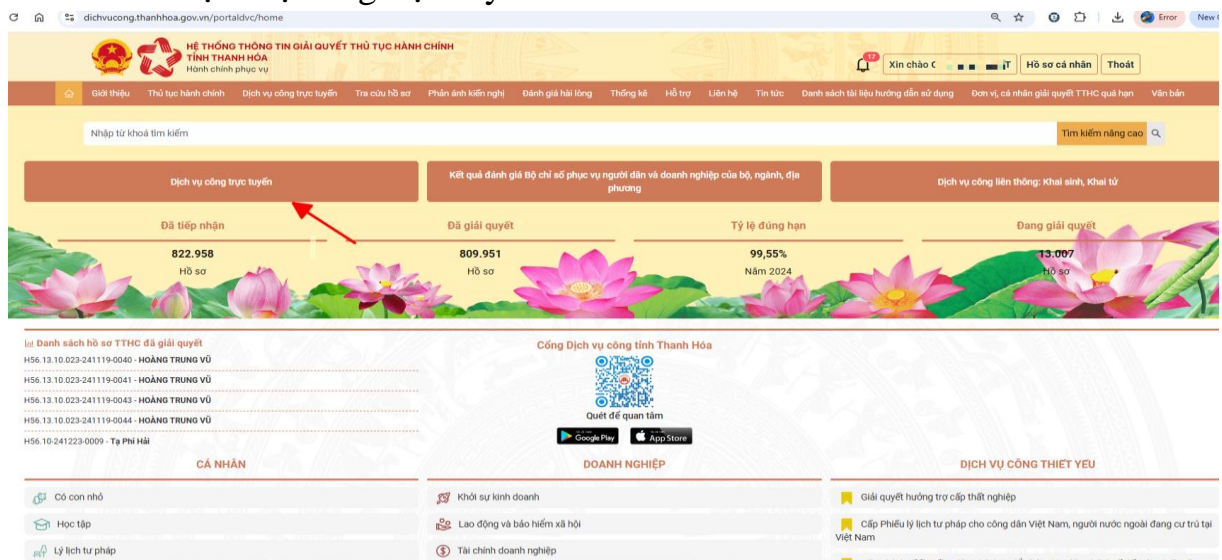 dichvucong.thanhhoa.gov.vn/portaldvc/home
Error
New
HỆ THỐNG THÔNG TIN GIẢI QUYẾT THỦ TỤC HÀNH CHÍNH
TỈNH THANH HÓA
Hành chính phục vụ
17
Xin chào
Hồ sơ cá nhân
Thoát
Giới thiệu
Thủ tục hành chính
Dịch vụ công trực tuyến
Tra cứu hồ sơ
Phản ánh kiến nghị
Đánh giá hài lòng
Thống kê
Hỗ trợ
Liên hệ
Tin tức
Danh sách tài liệu hướng dẫn sử dụng
Đơn vị, cá nhân giải quyết TTHC quá hạn
Văn bản
Nhập từ khoá tìm kiếm
Tìm kiếm nâng cao
Dịch vụ công trực tuyến
Kết quả đánh giá Bộ chỉ số phục vụ người dân và doanh nghiệp của bộ, ngành, địa
phương
Dịch vụ công liên thông: Khai sinh, Khai tử
Đã tiếp nhận
822.958
Hồ sơ
Đã giải quyết
809.951
Hồ sơ
Tỷ lệ đúng hạn
99,55%
Năm 2024
Đang giải quyết
13.007
Hồ sơ
Danh sách hồ sơ TTHC đã giải quyết
H56.13.10.023-241119-0040 - HOÀNG TRUNG VŨ
H56.13.10.023-241119-0041 - HOÀNG TRUNG VŨ
H56.13.10.023-241119-0043 - HOÀNG TRUNG VŨ
H56.13.10.023-241119-0044 - HOÀNG TRUNG VŨ
H56.10-241223-0009 - Tạ Phi Hải
Cổng Dịch vụ công tỉnh Thanh Hóa
Quét để quan tâm
Google Play
App Store
CÁ NHÂN
Có con nhỏ
Học tập
Lý lịch tư pháp
DOANH NGHIỆP
Khởi sự kinh doanh
Lao động và bảo hiểm xã hội
Tài chính doanh nghiệp
DỊCH VỤ CÔNG THIẾT YẾU
Giải quyết hưởng trợ cấp thất nghiệp
Cấp Phiếu lý lịch tư pháp cho công dân Việt Nam, người nước ngoài đang cư trú tại
Việt Nam